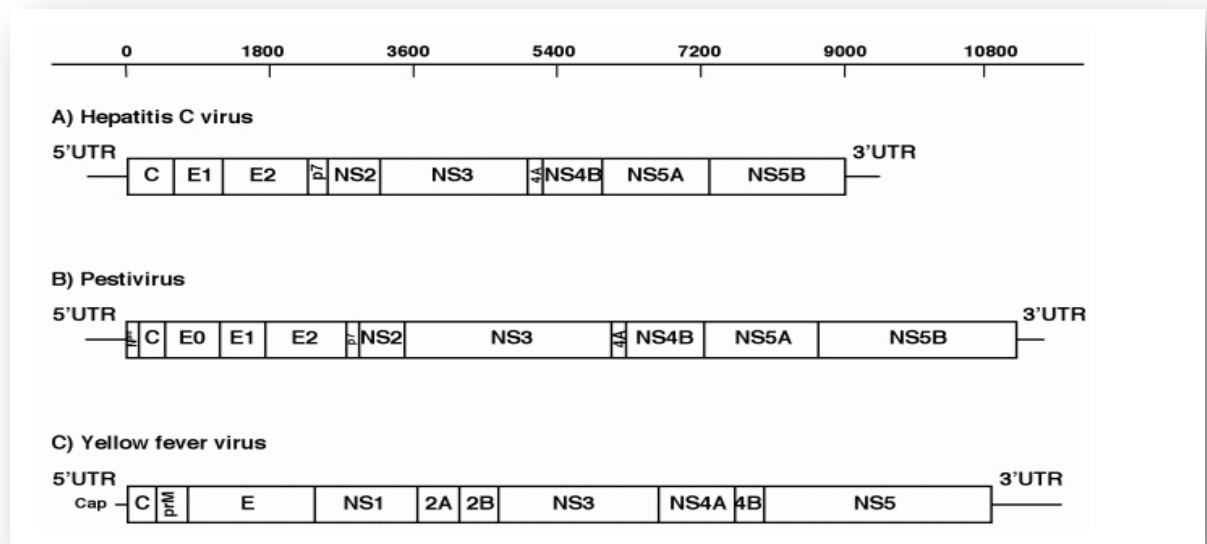 0 1800 3600 5400 7200 9000 10800
A) Hepatitis C virus
5’UTR 3’UTR
C E1 E2 p7 NS2 NS3 4A NS4B NS5A NS5B
B) Pestivirus
5’UTR 3’UTR
C E0 E1 E2 p7 NS2 NS3 4A NS4B NS5A NS5B
C) Yellow fever virus
5’UTR 3’UTR
Cap C prM E NS1 2A 2B NS3 NS4A 4B NS5